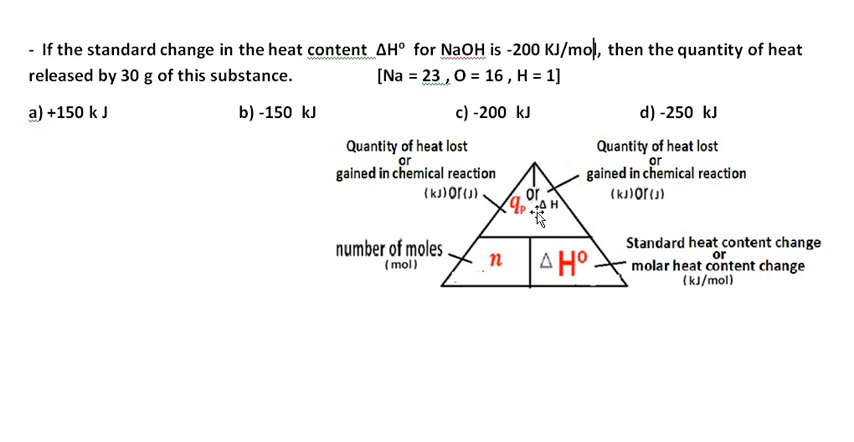 - If the standard change in the heat content ΔHº for NaOH is -200 KJ/mol, then the quantity of heat
released by 30 g of this substance. [Na = 23 , O = 16 , H = 1]
a) +150 k J b) -150 kJ c) -200 kJ d) -250 kJ
Quantity of heat lost
or
gained in chemical reaction
(kJ)or(J)
Quantity of heat lost
or
gained in chemical reaction
(kJ)or(J)
or
qP ΔH
number of moles
(mol)
n
ΔHº
Standard heat content change
or
molar heat content change
(kJ/mol)